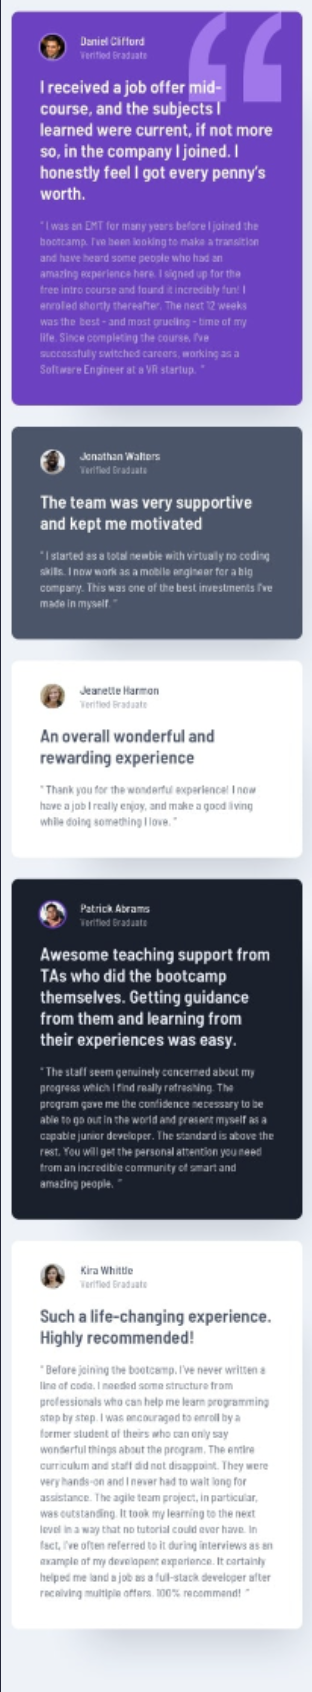 Daniel Clifford
Verified Graduate
I received a job offer mid-
course, and the subjects I
learned were current, if not more
so, in the company I joined. I
honestly feel I got every penny’s
worth.
“ I was an EMT for many years before I joined the
bootcamp. I’ve been looking to make a transition
and have heard some people who had an
amazing experience here. I signed up for the
free intro course and found it incredibly fun! I
enrolled shortly thereafter. The next 12 weeks
was the best - and most grueling - time of my
life. Since completing the course, I’ve
successfully switched careers, working as a
Software Engineer at a VR startup. ”
Jonathan Walters
Verified Graduate
The team was very supportive
and kept me motivated
“ I started as a total newbie with virtually no coding
skills. I now work as a mobile engineer for a big
company. This was one of the best investments I’ve
made in myself. ”
Jeanette Harmon
Verified Graduate
An overall wonderful and
rewarding experience
“ Thank you for the wonderful experience! I now
have a job I really enjoy, and make a good living
while doing something I love. ”
Patrick Abrams
Verified Graduate
Awesome teaching support from
TAs who did the bootcamp
themselves. Getting guidance
from them and learning from
their experiences was easy.
“ The staff seem genuinely concerned about my
progress which I find really refreshing. The
program gave me the confidence necessary to be
able to go out in the world and present myself as a
capable junior developer. The standard is above the
rest. You will get the personal attention you need
from an incredible community of smart and
amazing people. ”
Kira Whittle
Verified Graduate
Such a life-changing experience.
Highly recommended!
“ Before joining the bootcamp, I’ve never written a
line of code. I needed some structure from
professionals who can help me learn programming
step by step. I was encouraged to enroll by a
former student of theirs who can only say
wonderful things about the program. The entire
curriculum and staff did not disappoint. They were
very hands-on and I never had to wait long for
assistance. The agile team project, in particular,
was outstanding. It took my learning to the next
level in a way that no tutorial could ever have. In
fact, I’ve often referred to it during interviews as an
example of my developent experience. It certainly
helped me land a job as a full-stack developer after
receiving multiple offers. 100% recommend! ”